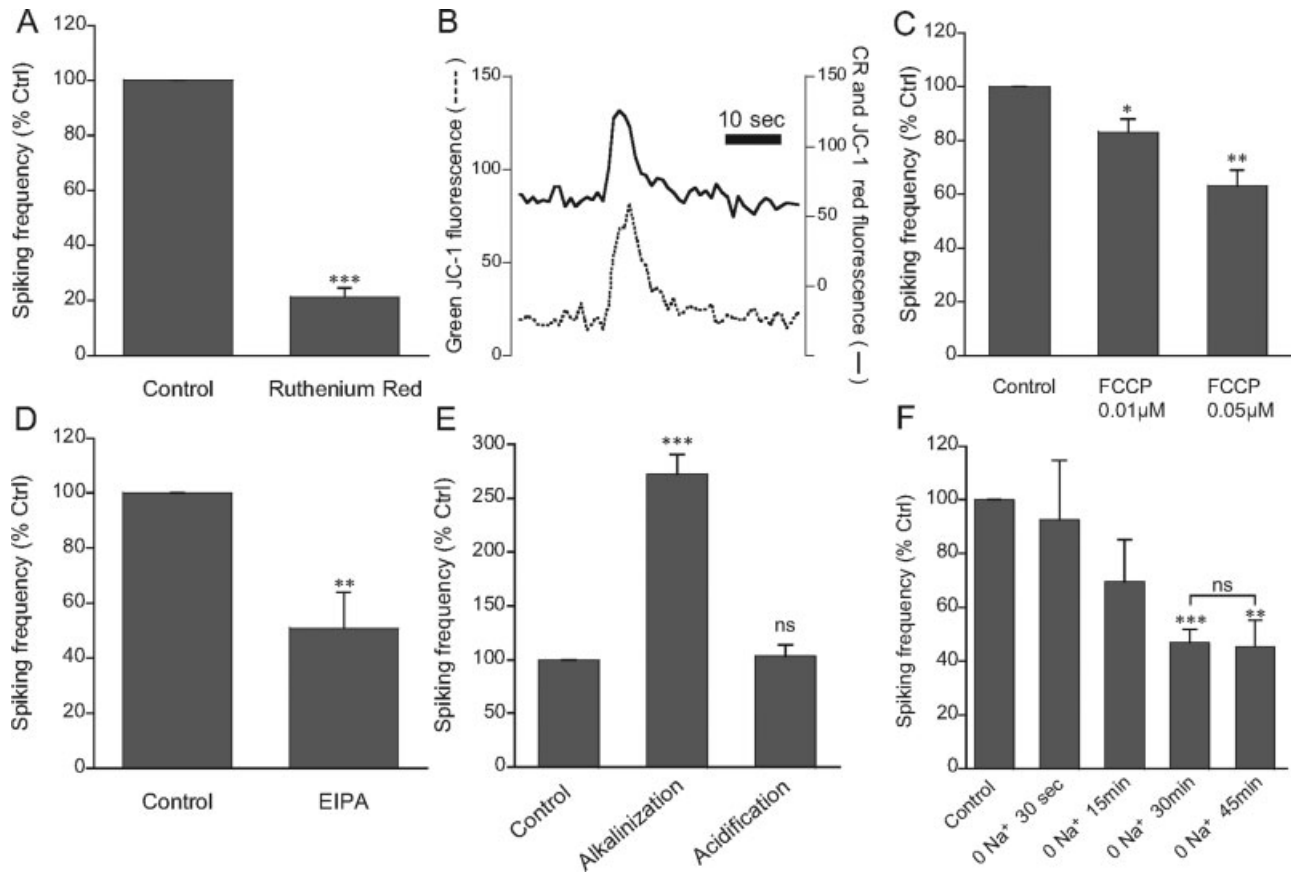 A
Spiking frequency (% Ctrl)
120
100
80
60
40
20
0
***
Control
Ruthenium Red
B
Green JC-1 fluorescence (----)
150
100
50
0
10 sec
150
100
50
0
CR and JC-1 red fluorescence (—)
C
Spiking frequency (% Ctrl)
120
100
80
60
40
20
0
*
**
Control
FCCP
0.01µM
FCCP
0.05µM
D
Spiking frequency (% Ctrl)
120
100
80
60
40
20
0
**
Control
EIPA
E
Spiking frequency (% Ctrl)
300
250
200
150
100
50
0
***
ns
Control
Alkalinization
Acidification
F
Spiking frequency (% Ctrl)
120
100
80
60
40
20
0
ns
***
**
Control
0 Na⁺ 30 sec
0 Na⁺ 15min
0 Na⁺ 30min
0 Na⁺ 45min